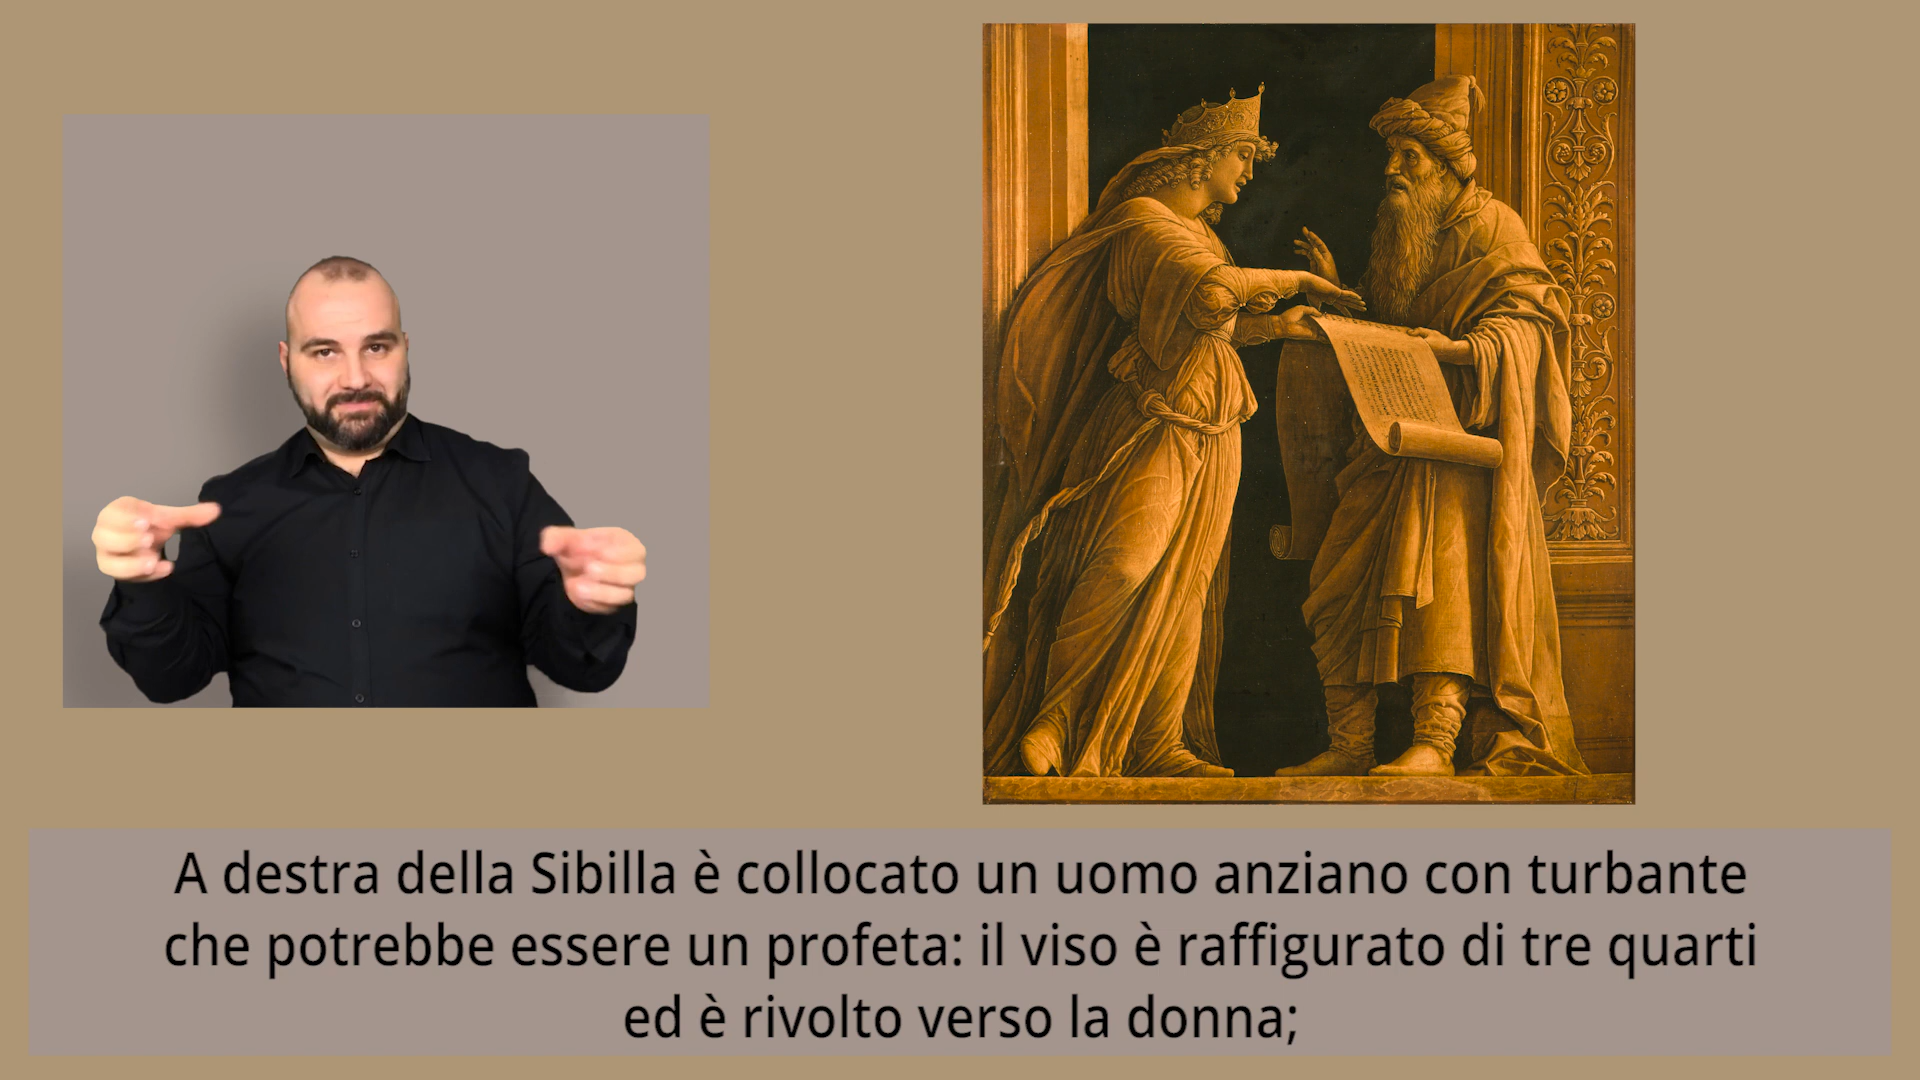 A destra della Sibilla è collocato un uomo anziano con turbante
che potrebbe essere un profeta: il viso è raffigurato di tre quarti
ed è rivolto verso la donna;